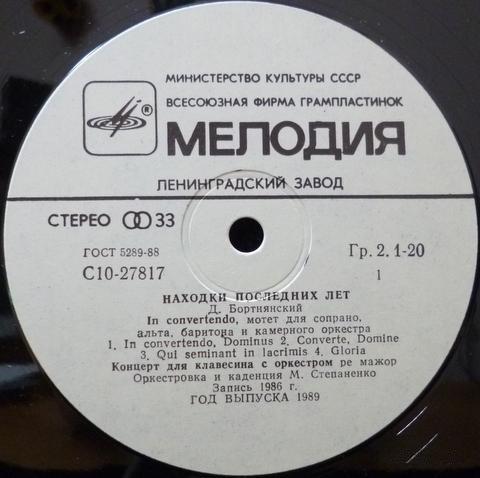 МИНИСТЕРСТВО КУЛЬТУРЫ СССР
ВСЕСОЮЗНАЯ ФИРМА ГРАМПЛАСТИНОК
®
МЕЛОДИЯ
ЛЕНИНГРАДСКИЙ ЗАВОД
СТЕРЕО 33
ГОСТ 5289-88
Гр. 2. 1-20
С10-27817
1
НАХОДКИ ПОСЛЕДНИХ ЛЕТ
Д. Бортнянский
In convertendo, мотет для сопрано,
альта, баритона и камерного оркестра
1. In convertendo, Dominus 2. Converte, Domine
3. Qui seminant in lacrimis 4. Gloria
Концерт для клавесина с оркестром ре мажор
Оркестровка и каденция М. Степаненко
Запись 1986 г.
ГОД ВЫПУСКА 1989